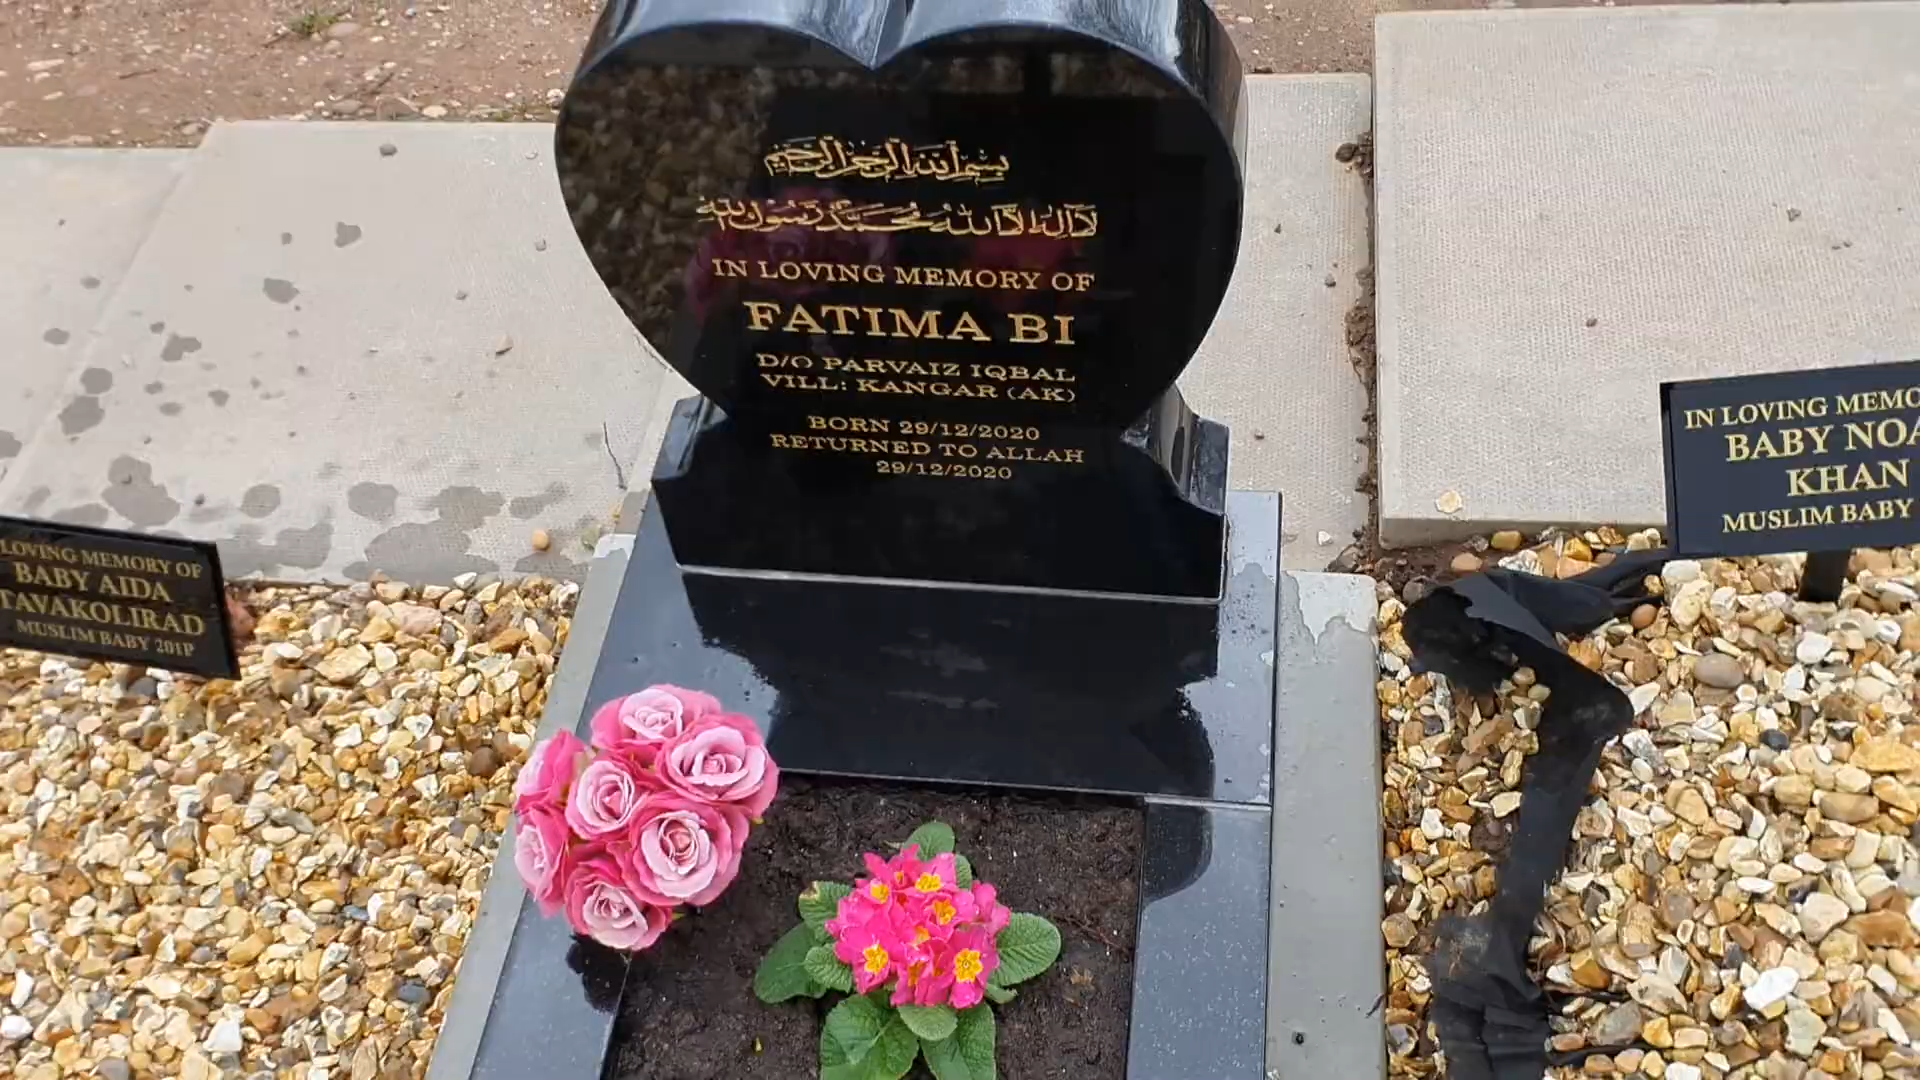 بسم الله الرحمن الرحيم
لا إله إلا الله محمد رسول الله
IN LOVING MEMORY OF
FATIMA BI
D/O PARVAIZ IQBAL
VILL: KANGAR (AK)
BORN 29/12/2020
RETURNED TO ALLAH
29/12/2020
LOVING MEMORY OF
BABY AIDA
TAVAKOLIRAD
MUSLIM BABY 201P
IN LOVING MEMO
BABY NOA
KHAN
MUSLIM BABY